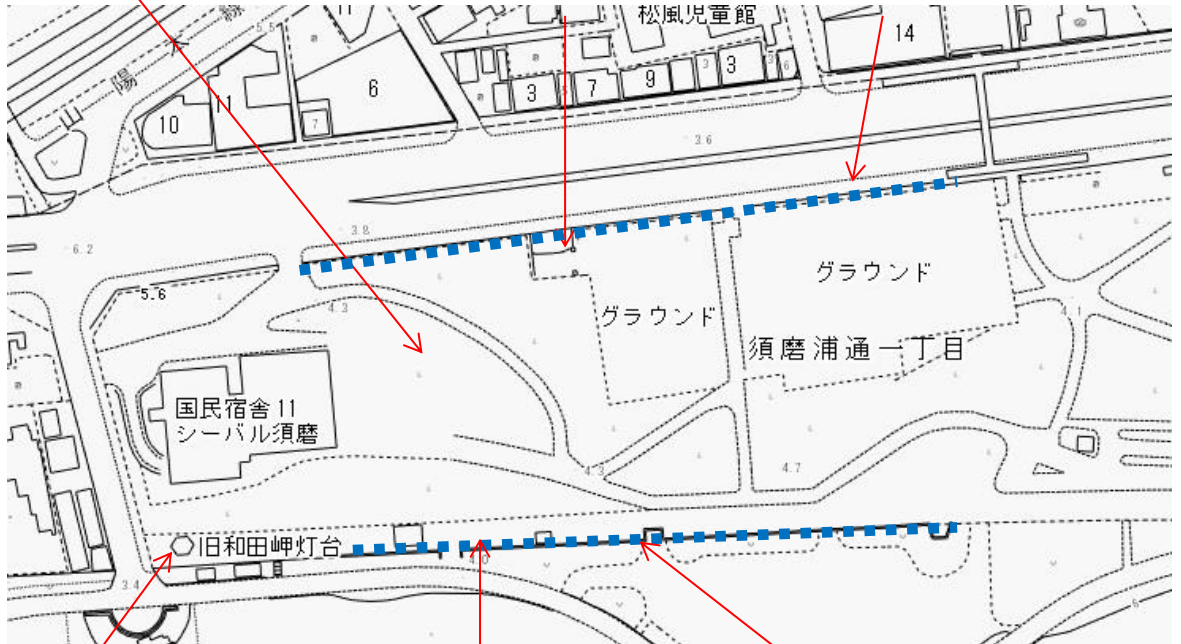 松風児童館
11
5.5
線
本
陽
山
14
6
3
7
9
3
3
3
6
10
11
7
3.6
3.8
6.2
5.6
4.3
グラウンド
グラウンド
須磨浦通一丁目
4.1
国民宿舎11
シーバル須磨
4.3
4.7
旧和田岬灯台
4.0
3.4